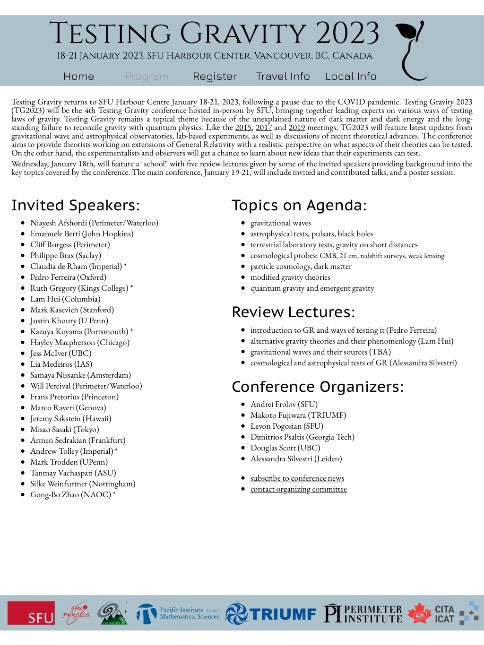 Testing Gravity 2023
18-21 January 2023, SFU Harbour Center, Vancouver, BC, Canada
Home Program Register Travel Info Local Info
Testing Gravity returns to SFU Harbour Centre January 18-21, 2023, following a pause due to the COVID pandemic. Testing Gravity 2023
(TG2023) will be the 4th Testing Gravity conference hosted in-person by SFU, bringing together leading experts on various ways of testing
laws of gravity. Testing Gravity remains a topical theme because of the unexplained nature of dark matter and dark energy and the long-
standing failure to reconcile gravity with quantum physics. Like the 2015, 2017 and 2019 meetings, TG2023 will feature latest updates from
gravitational wave and astrophysical observatories, lab-based experiments, as well as discussions of recent theoretical advances. The conference
aims to provide theorists working on extensions of General Relativity with a realistic perspective on what aspects of their theories can be tested.
On the other hand, the experimentalists and observers will get a chance to learn about new ideas that their experiments can test.
Wednesday, January 18th, will feature a "school" with five review lectures given by some of the invited speakers providing background into the
key topics covered by the conference. The main conference, January 19-21, will include invited and contributed talks, and a poster session.
Invited Speakers:
Niayesh Afshordi (Perimeter/Waterloo)
Emanuele Berti (John Hopkins)
Cliff Burgess (Perimeter)
Philippe Brax (Saclay)
Claudia de Rham (Imperial) *
Pedro Ferreira (Oxford)
Ruth Gregory (Kings College) *
Lam Hui (Columbia)
Mark Kasevich (Stanford)
Justin Khoury (U Penn)
Kazuya Koyama (Portsmouth) *
Hayley Macpherson (Chicago)
Jess McIver (UBC)
Lia Medeiros (IAS)
Samaya Nissanke (Amsterdam)
Will Percival (Perimeter/Waterloo)
Frans Pretorius (Princeton)
Marco Raveri (Genova)
Jeremy Sakstein (Hawaii)
Misao Sasaki (Tokyo)
Armen Sedrakian (Frankfurt)
Andrew Tolley (Imperial) *
Mark Trodden (UPenn)
Tanmay Vachaspati (ASU)
Silke Weinfurtner (Nottingham)
Gong-Bo Zhao (NAOC) *
Topics on Agenda:
gravitational waves
astrophysical tests, pulsars, black holes
terrestrial laboratory tests, gravity on short distances
cosmological probes: CMB, 21 cm, redshift surveys, weak lensing
particle cosmology, dark matter
modified gravity theories
quantum gravity and emergent gravity
Review Lectures:
introduction to GR and ways of testing it (Pedro Ferreira)
alternative gravity theories and their phenomenlogy (Lam Hui)
gravitational waves and their sources (TBA)
cosmological and astrophysical tests of GR (Alessandra Silvestri)
Conference Organizers:
Andrei Frolov (SFU)
Makoto Fujiwara (TRIUMF)
Levon Pogosian (SFU)
Dimitrios Psaltis (Georgia Tech)
Douglas Scott (UBC)
Alessandra Silvestri (Leiden)
subscribe to conference news
contact organizing committee
SFU
Pacific Institute for the
Mathematical Sciences
TRIUMF
PI PERIMETER
INSTITUTE
CITA
ICAT